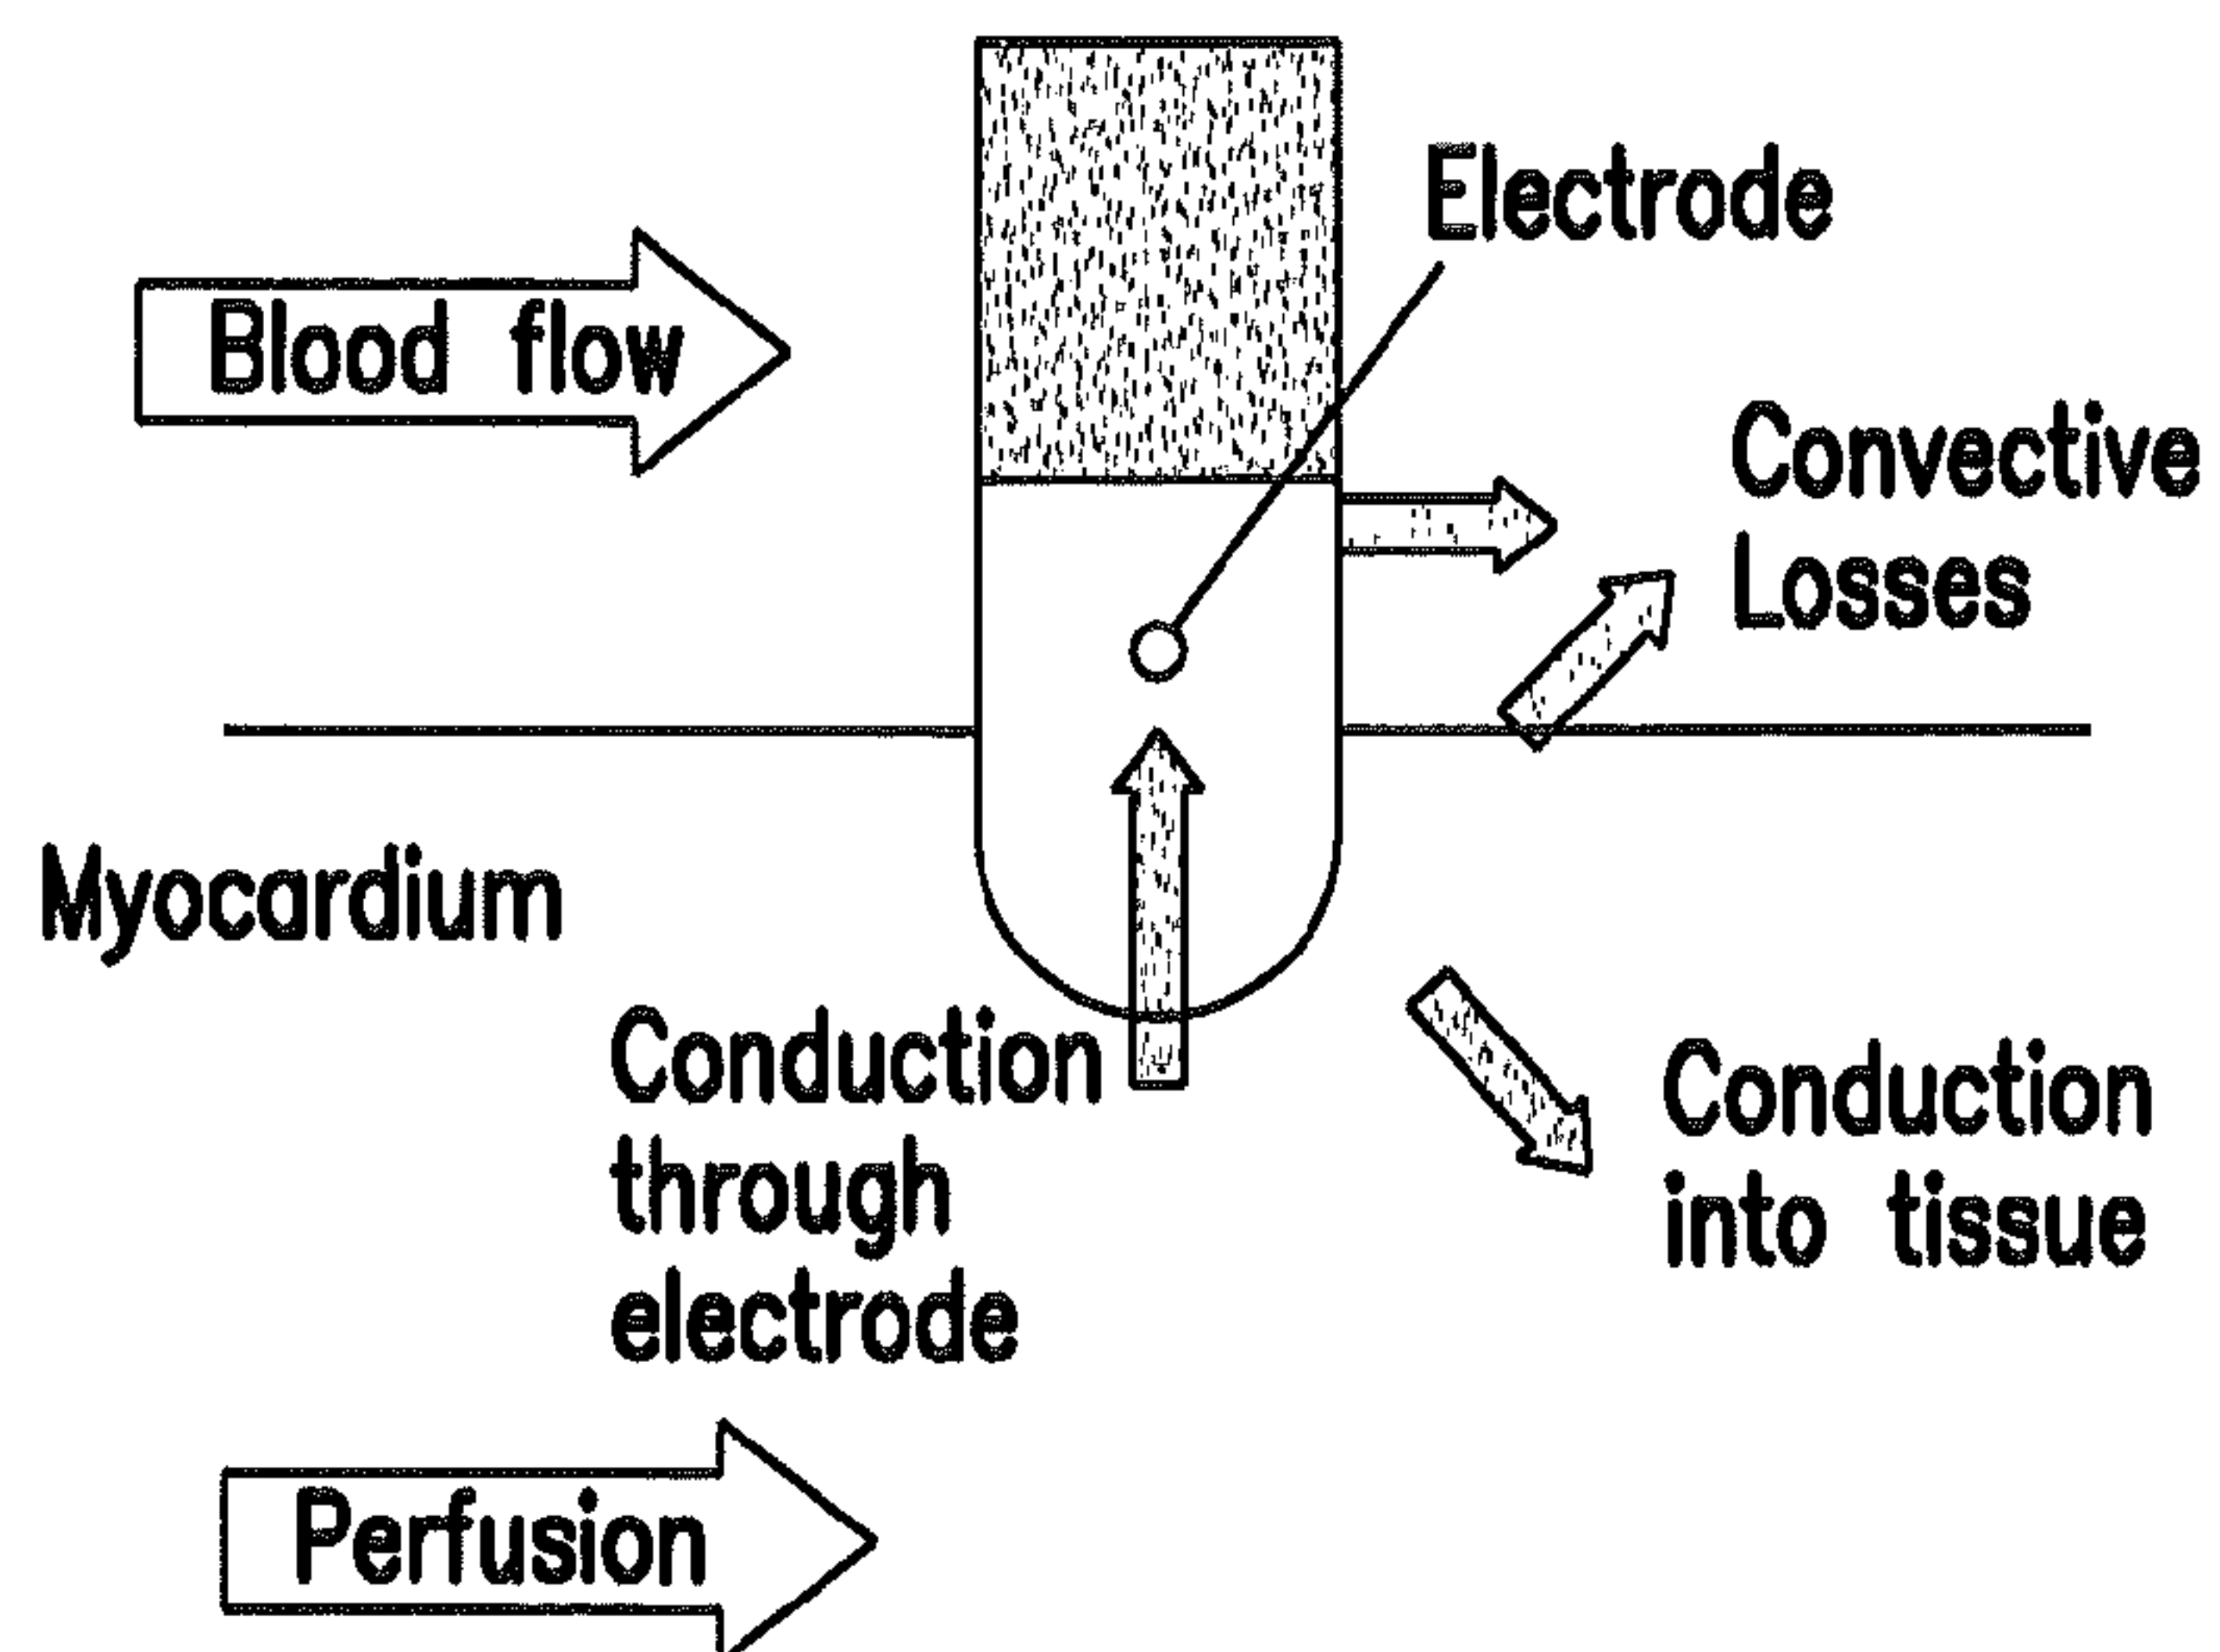 Electrode
Blood flow
Convective
Losses
Myocardium
Conduction
through
electrode
Conduction
into tissue
Perfusion